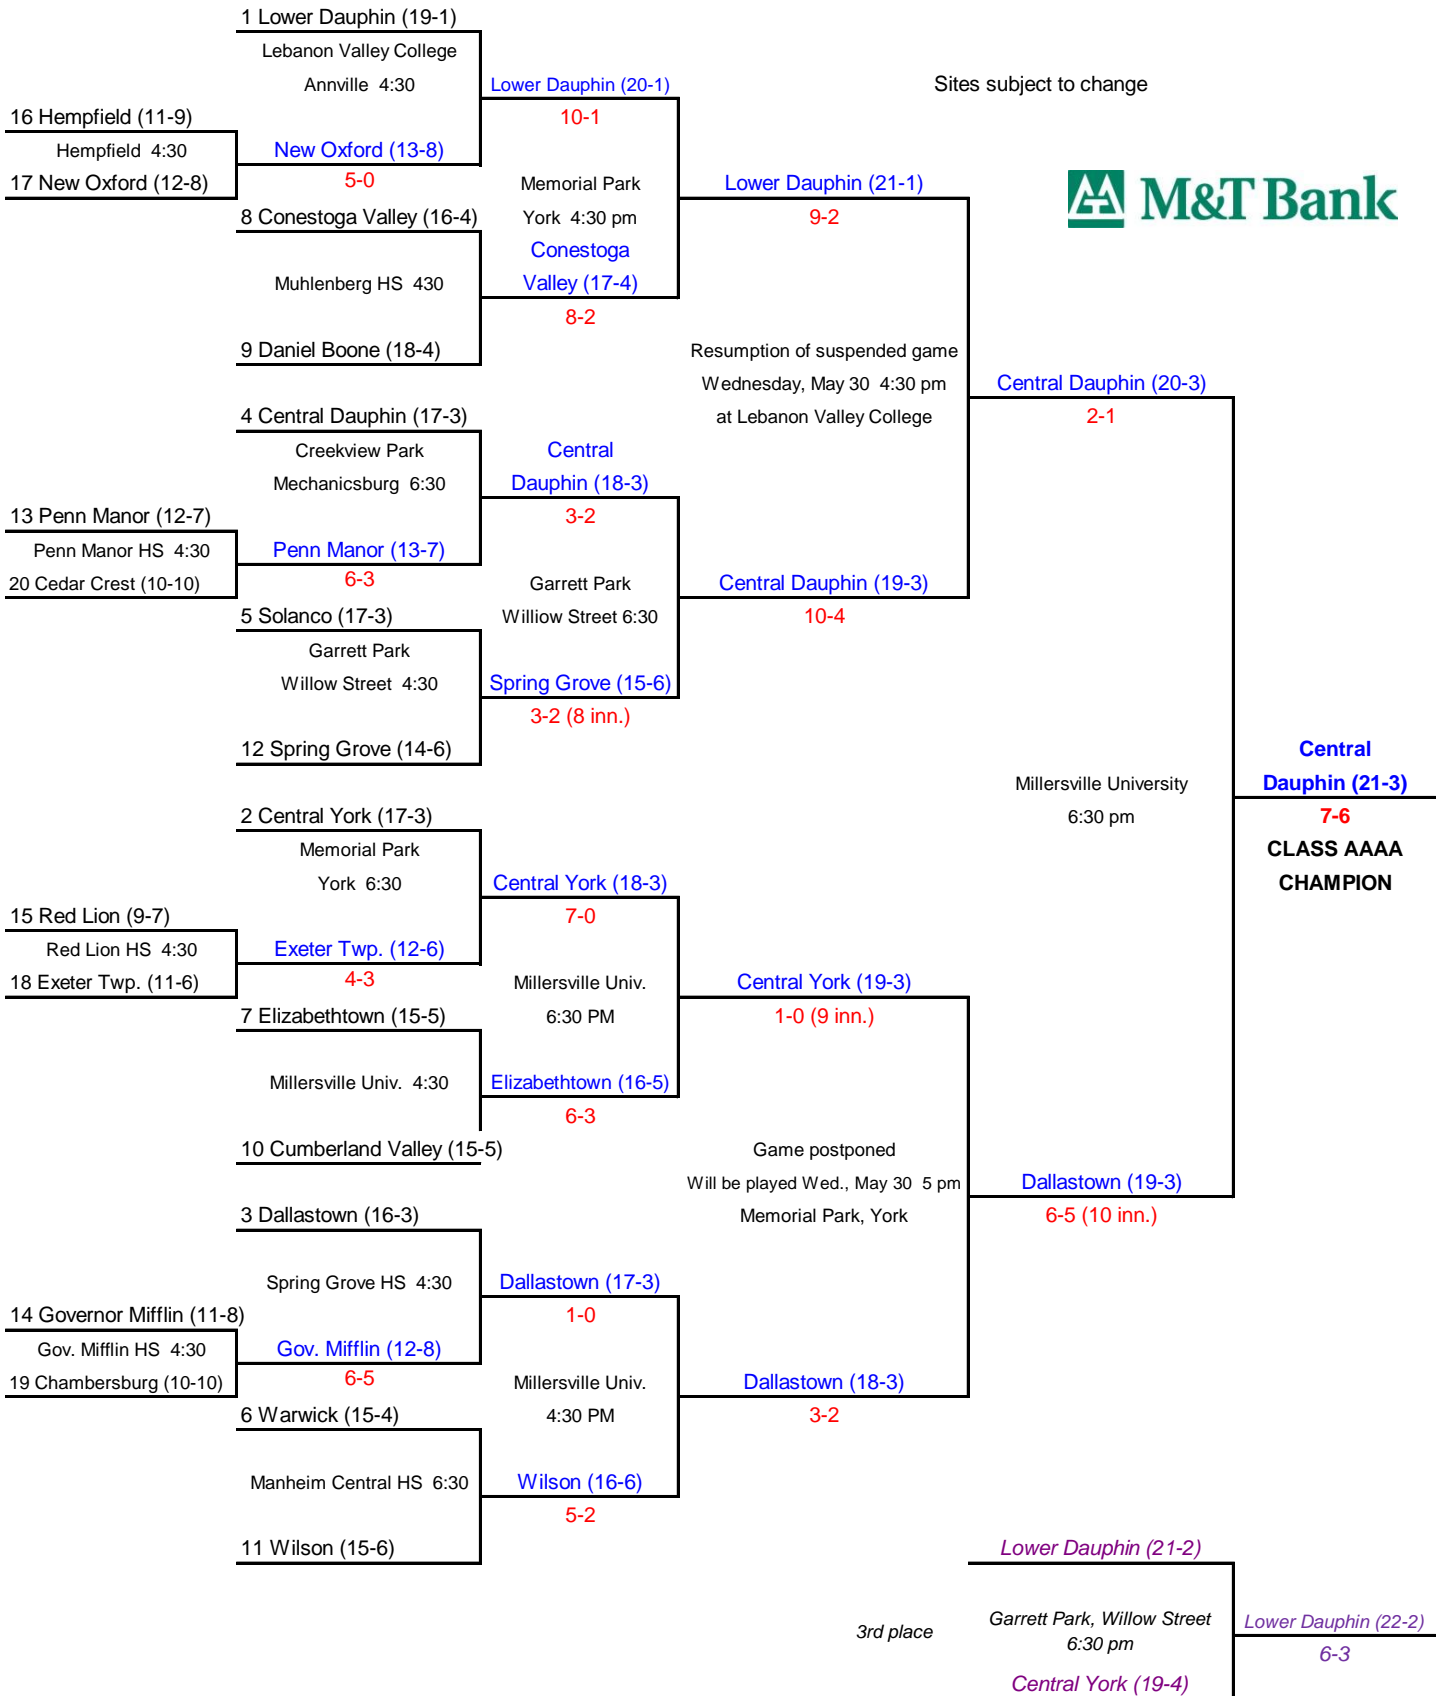 1 Lower Dauphin (19-1)
Lebanon Valley College
Annville 4:30
Lower Dauphin (20-1)
Sites subject to change
10-1
16 Hempfield (11-9)
Hempfield 4:30
New Oxford (13-8)
17 New Oxford (12-8)
5-0
Memorial Park
Lower Dauphin (21-1)
M&T Bank
8 Conestoga Valley (16-4)
York 4:30 pm
9-2
Conestoga
Muhlenberg HS 430
Valley (17-4)
8-2
9 Daniel Boone (18-4)
Resumption of suspended game
Wednesday, May 30 4:30 pm
Central Dauphin (20-3)
4 Central Dauphin (17-3)
at Lebanon Valley College
2-1
Creekview Park
Central
Mechanicsburg 6:30
Dauphin (18-3)
13 Penn Manor (12-7)
3-2
Penn Manor HS 4:30
Penn Manor (13-7)
20 Cedar Crest (10-10)
6-3
Garrett Park
Central Dauphin (19-3)
5 Solanco (17-3)
Williow Street 6:30
10-4
Garrett Park
Willow Street 4:30
Spring Grove (15-6)
3-2 (8 inn.)
12 Spring Grove (14-6)
Central
Millersville University
Dauphin (21-3)
2 Central York (17-3)
6:30 pm
7-6
Memorial Park
CLASS AAAA
York 6:30
Central York (18-3)
CHAMPION
15 Red Lion (9-7)
7-0
Red Lion HS 4:30
Exeter Twp. (12-6)
18 Exeter Twp. (11-6)
4-3
Millersville Univ.
Central York (19-3)
7 Elizabethtown (15-5)
6:30 PM
1-0 (9 inn.)
Millersville Univ. 4:30
Elizabethtown (16-5)
6-3
10 Cumberland Valley (15-5)
Game postponed
Will be played Wed., May 30 5 pm
Dallastown (19-3)
3 Dallastown (16-3)
Memorial Park, York
6-5 (10 inn.)
Spring Grove HS 4:30
Dallastown (17-3)
14 Governor Mifflin (11-8)
1-0
Gov. Mifflin HS 4:30
Gov. Mifflin (12-8)
19 Chambersburg (10-10)
6-5
Millersville Univ.
Dallastown (18-3)
6 Warwick (15-4)
4:30 PM
3-2
Manheim Central HS 6:30
Wilson (16-6)
5-2
11 Wilson (15-6)
Lower Dauphin (21-2)
3rd place
Garrett Park, Willow Street
Lower Dauphin (22-2)
6:30 pm
6-3
Central York (19-4)